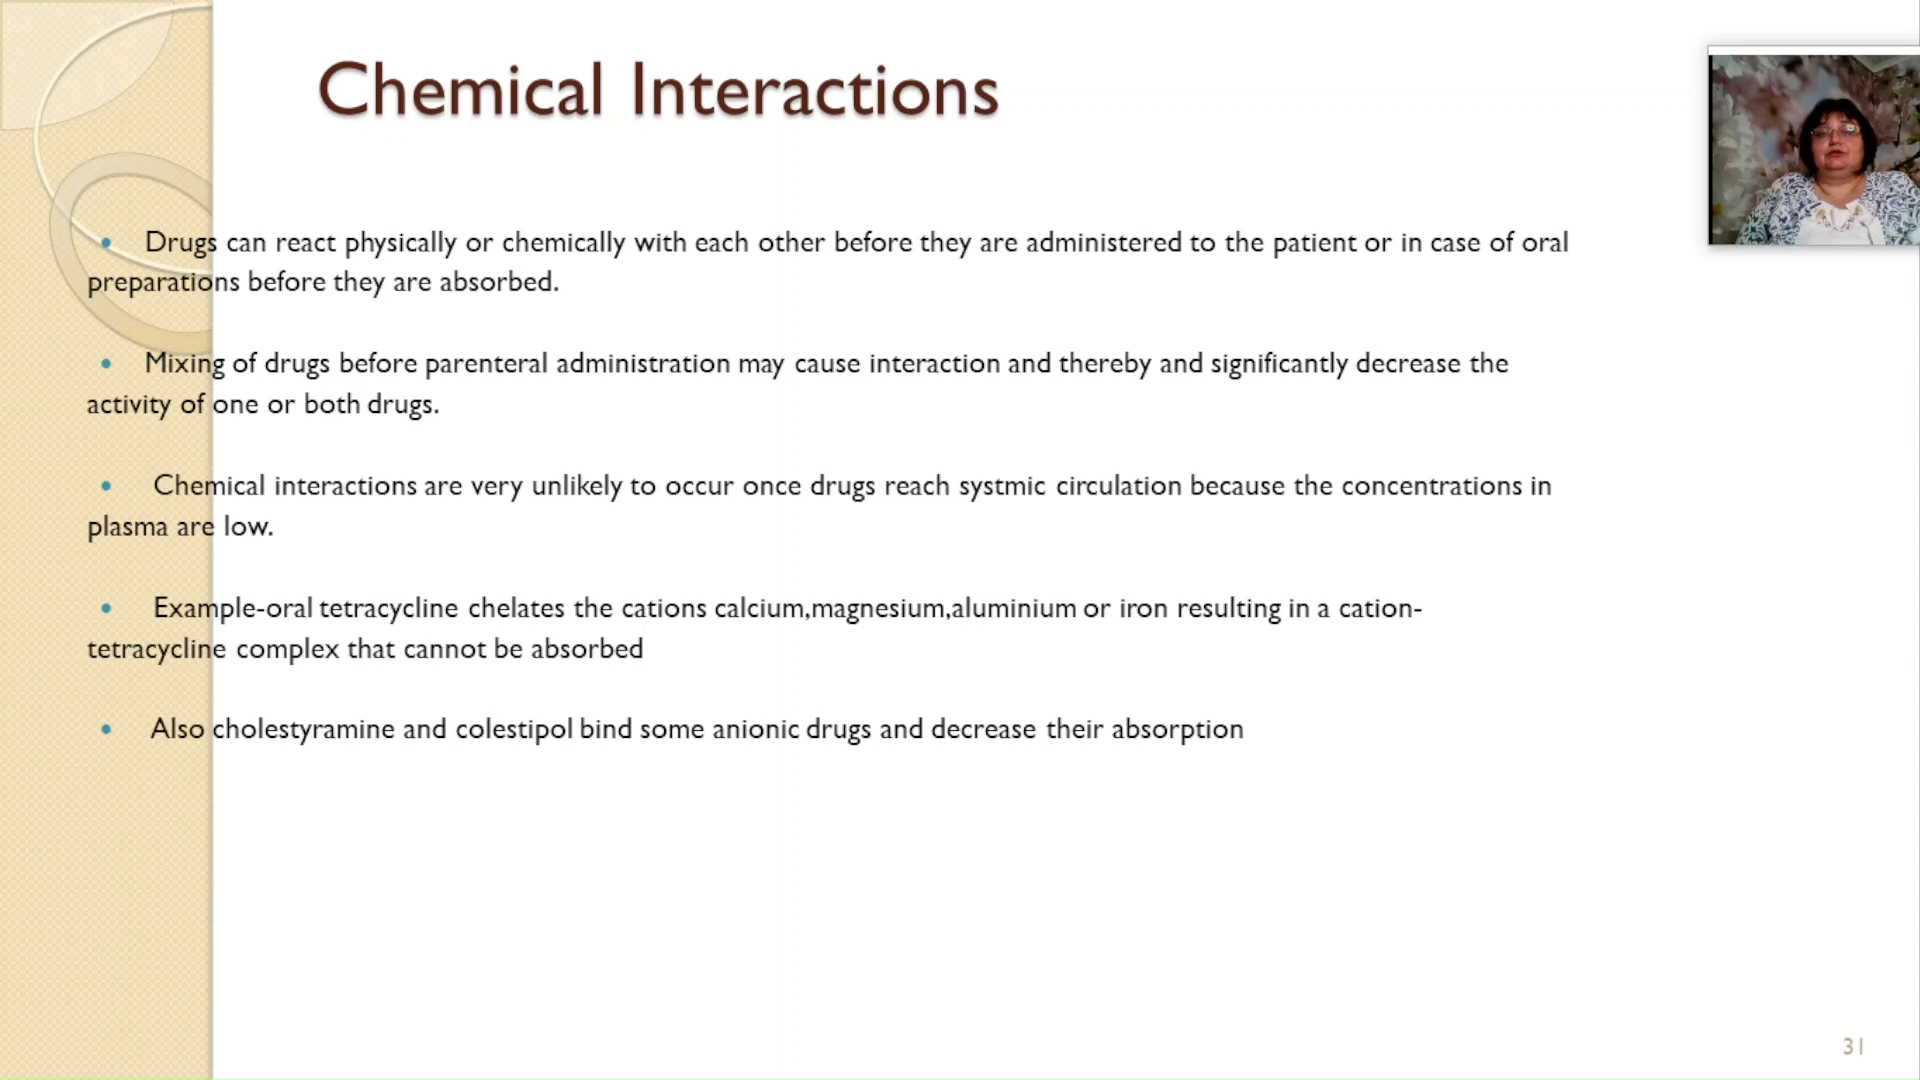 Chemical Interactions
• Drugs can react physically or chemically with each other before they are administered to the patient or in case of oral
preparations before they are absorbed.
• Mixing of drugs before parenteral administration may cause interaction and thereby and significantly decrease the
activity of one or both drugs.
• Chemical interactions are very unlikely to occur once drugs reach systmic circulation because the concentrations in
plasma are low.
• Example-oral tetracycline chelates the cations calcium,magnesium,aluminium or iron resulting in a cation-
tetracycline complex that cannot be absorbed
• Also cholestyramine and colestipol bind some anionic drugs and decrease their absorption
31